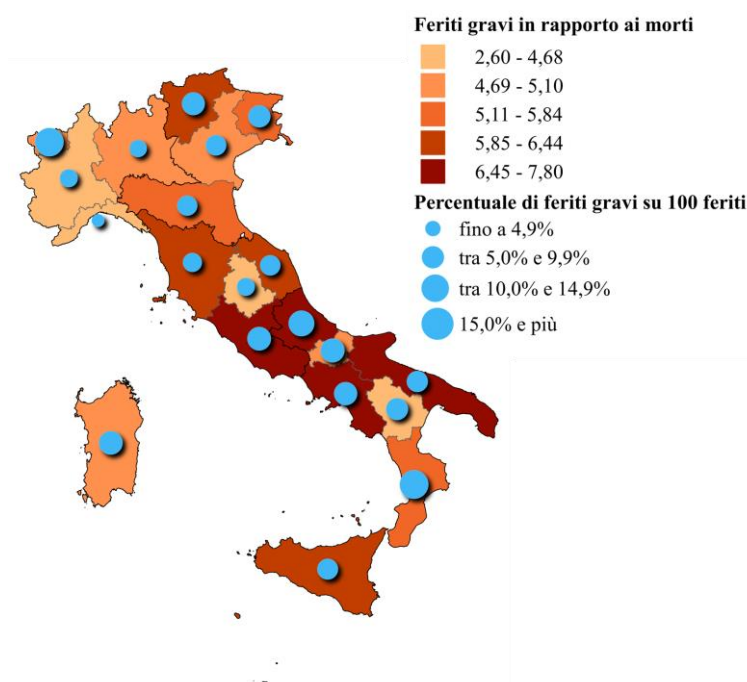 Feriti gravi in rapporto ai morti
2,60 - 4,68
4,69 - 5,10
5,11 - 5,84
5,85 - 6,44
6,45 - 7,80
Percentuale di feriti gravi su 100 feriti
fino a 4,9%
tra 5,0% e 9,9%
tra 10,0% e 14,9%
15,0% e più